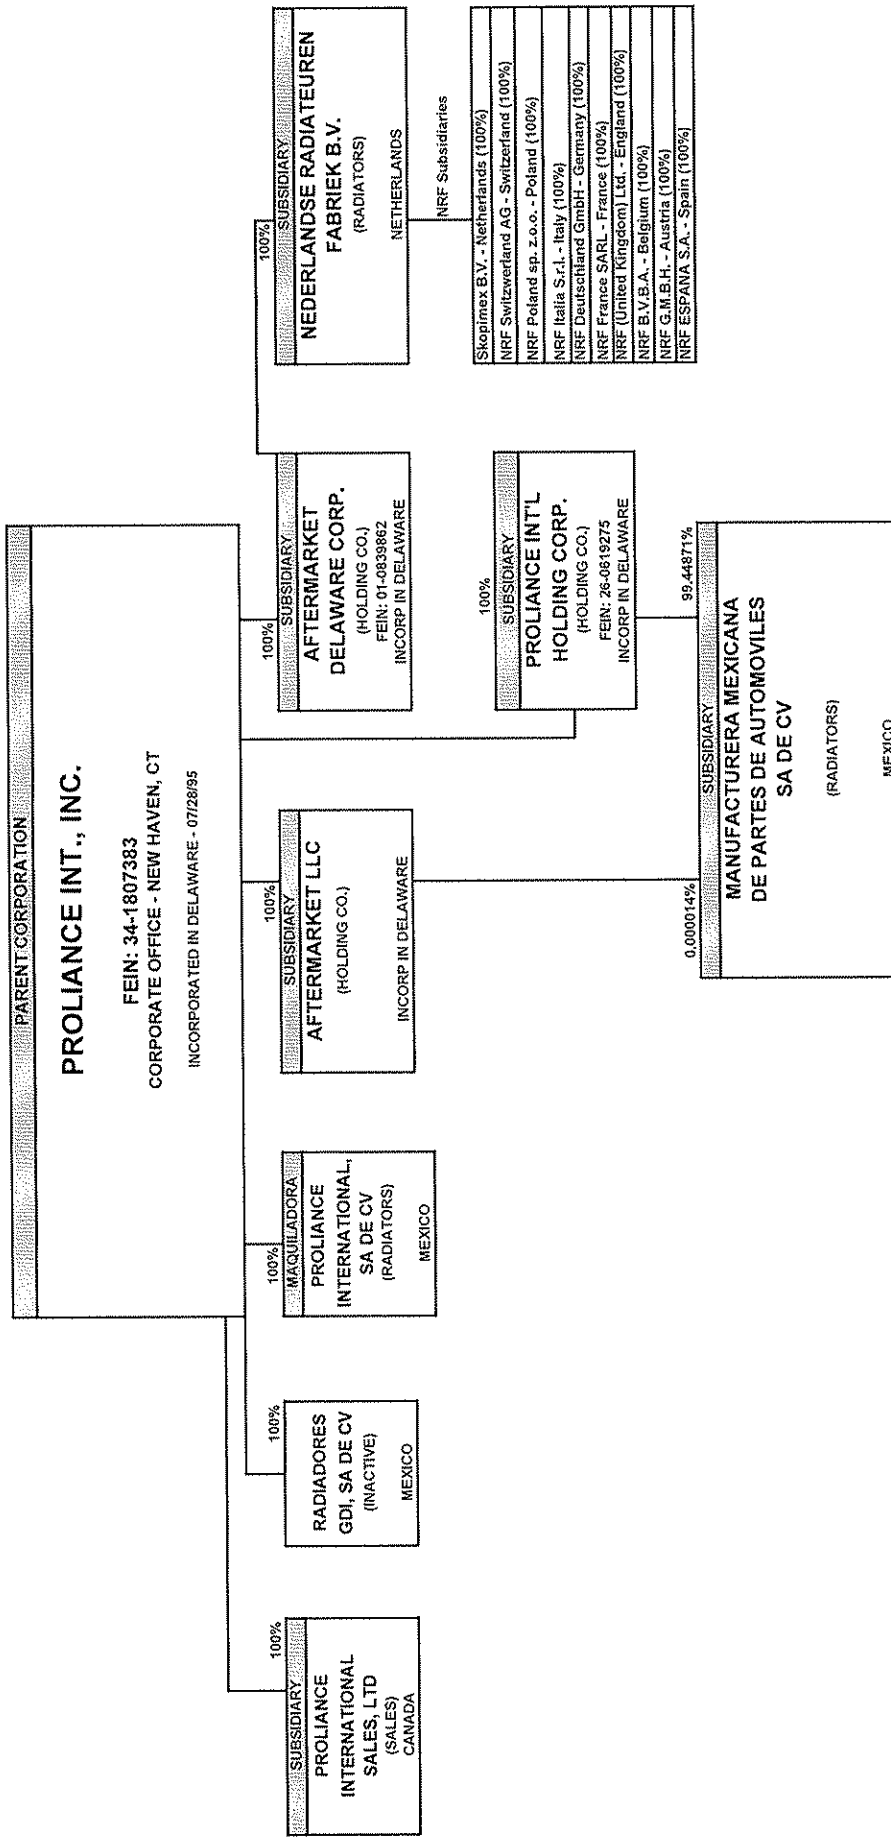 PARENT CORPORATION
PROLIANCE INT., INC.
FEIN: 34-1807383
CORPORATE OFFICE - NEW HAVEN, CT
INCORPORATED IN DELAWARE - 07/28/95
100%
SUBSIDIARY
PROLIANCE
INTERNATIONAL
SALES, LTD
(SALES)
CANADA
100%
RADIADORES
GDI, SA DE CV
(INACTIVE)
MEXICO
100%
MAQUILADORA
PROLIANCE
INTERNATIONAL,
SA DE CV
(RADIATORS)
MEXICO
100%
SUBSIDIARY
AFTERMARKET LLC
(HOLDING CO.)
INCORP IN DELAWARE
100%
SUBSIDIARY
AFTERMARKET
DELAWARE CORP.
(HOLDING CO.)
FEIN: 01-0839862
INCORP IN DELAWARE
100%
SUBSIDIARY
NEDERLANDSE RADIATEUREN
FABRIEK B.V.
(RADIATORS)
NETHERLANDS
NRF Subsidiaries
Skopimex B.V. - Netherlands (100%)
NRF Switzwerland AG - Switzerland (100%)
NRF Poland sp. z.o.o. - Poland (100%)
NRF Italia S.r.l. - Italy (100%)
NRF Deutschland GmbH - Germany (100%)
NRF France SARL - France (100%)
NRF (United Kingdom) Ltd. - England (100%)
NRF B.V.B.A. - Belgium (100%)
NRF G.M.B.H. - Austria (100%)
NRF ESPANA S.A. - Spain (100%)
100%
SUBSIDIARY
PROLIANCE INT'L
HOLDING CORP.
(HOLDING CO.)
FEIN: 26-0619275
INCORP IN DELAWARE
0.000014%
99.44871%
SUBSIDIARY
MANUFACTURERA MEXICANA
DE PARTES DE AUTOMOVILES
SA DE CV
(RADIATORS)
MEXICO